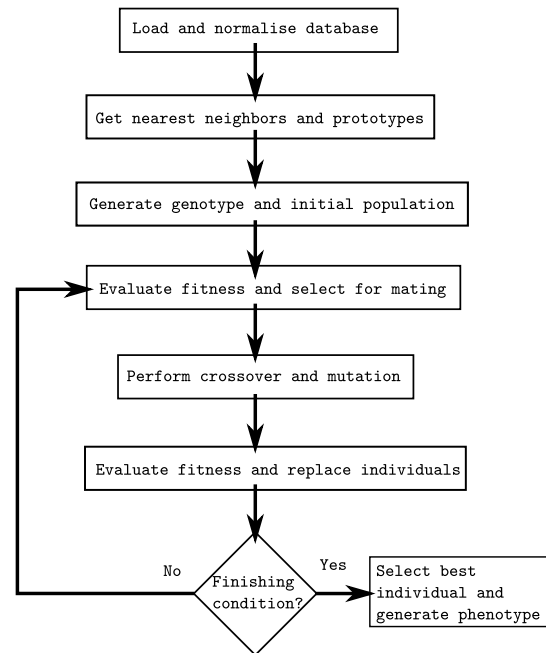 Load and normalise database
Get nearest neighbors and prototypes
Generate genotype and initial population
Evaluate fitness and select for mating
Perform crossover and mutation
Evaluate fitness and replace individuals
No
Finishing
condition?
Yes
Select best
individual and
generate phenotype